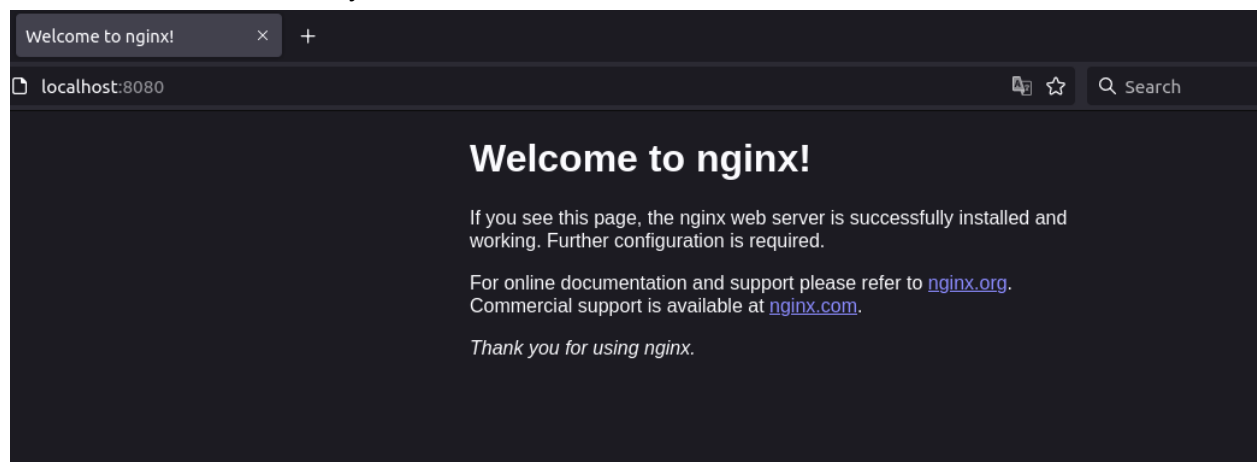 Welcome to nginx!
localhost:8080
Search
Welcome to nginx!
If you see this page, the nginx web server is successfully installed and
working. Further configuration is required.
For online documentation and support please refer to nginx.org.
Commercial support is available at nginx.com.
Thank you for using nginx.